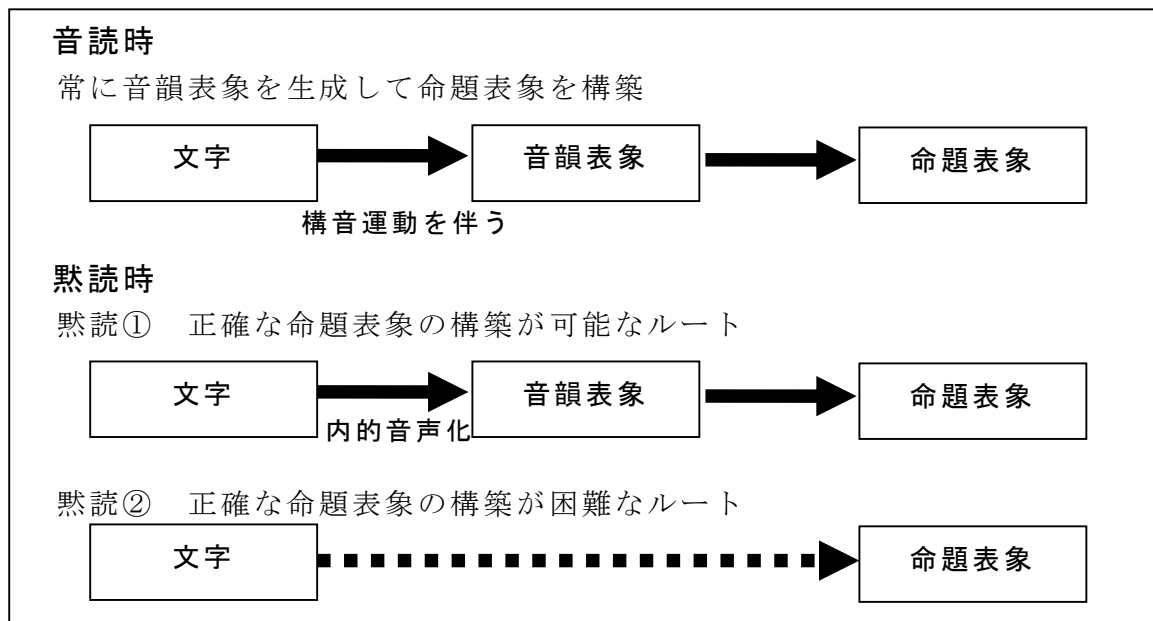 音読時
常に音韻表象を生成して命題表象を構築
文字 音韻表象 命題表象
構音運動を伴う
黙読時
黙読① 正確な命題表象の構築が可能なルート
文字 音韻表象 命題表象
内的音声化
黙読② 正確な命題表象の構築が困難なルート
文字 命題表象